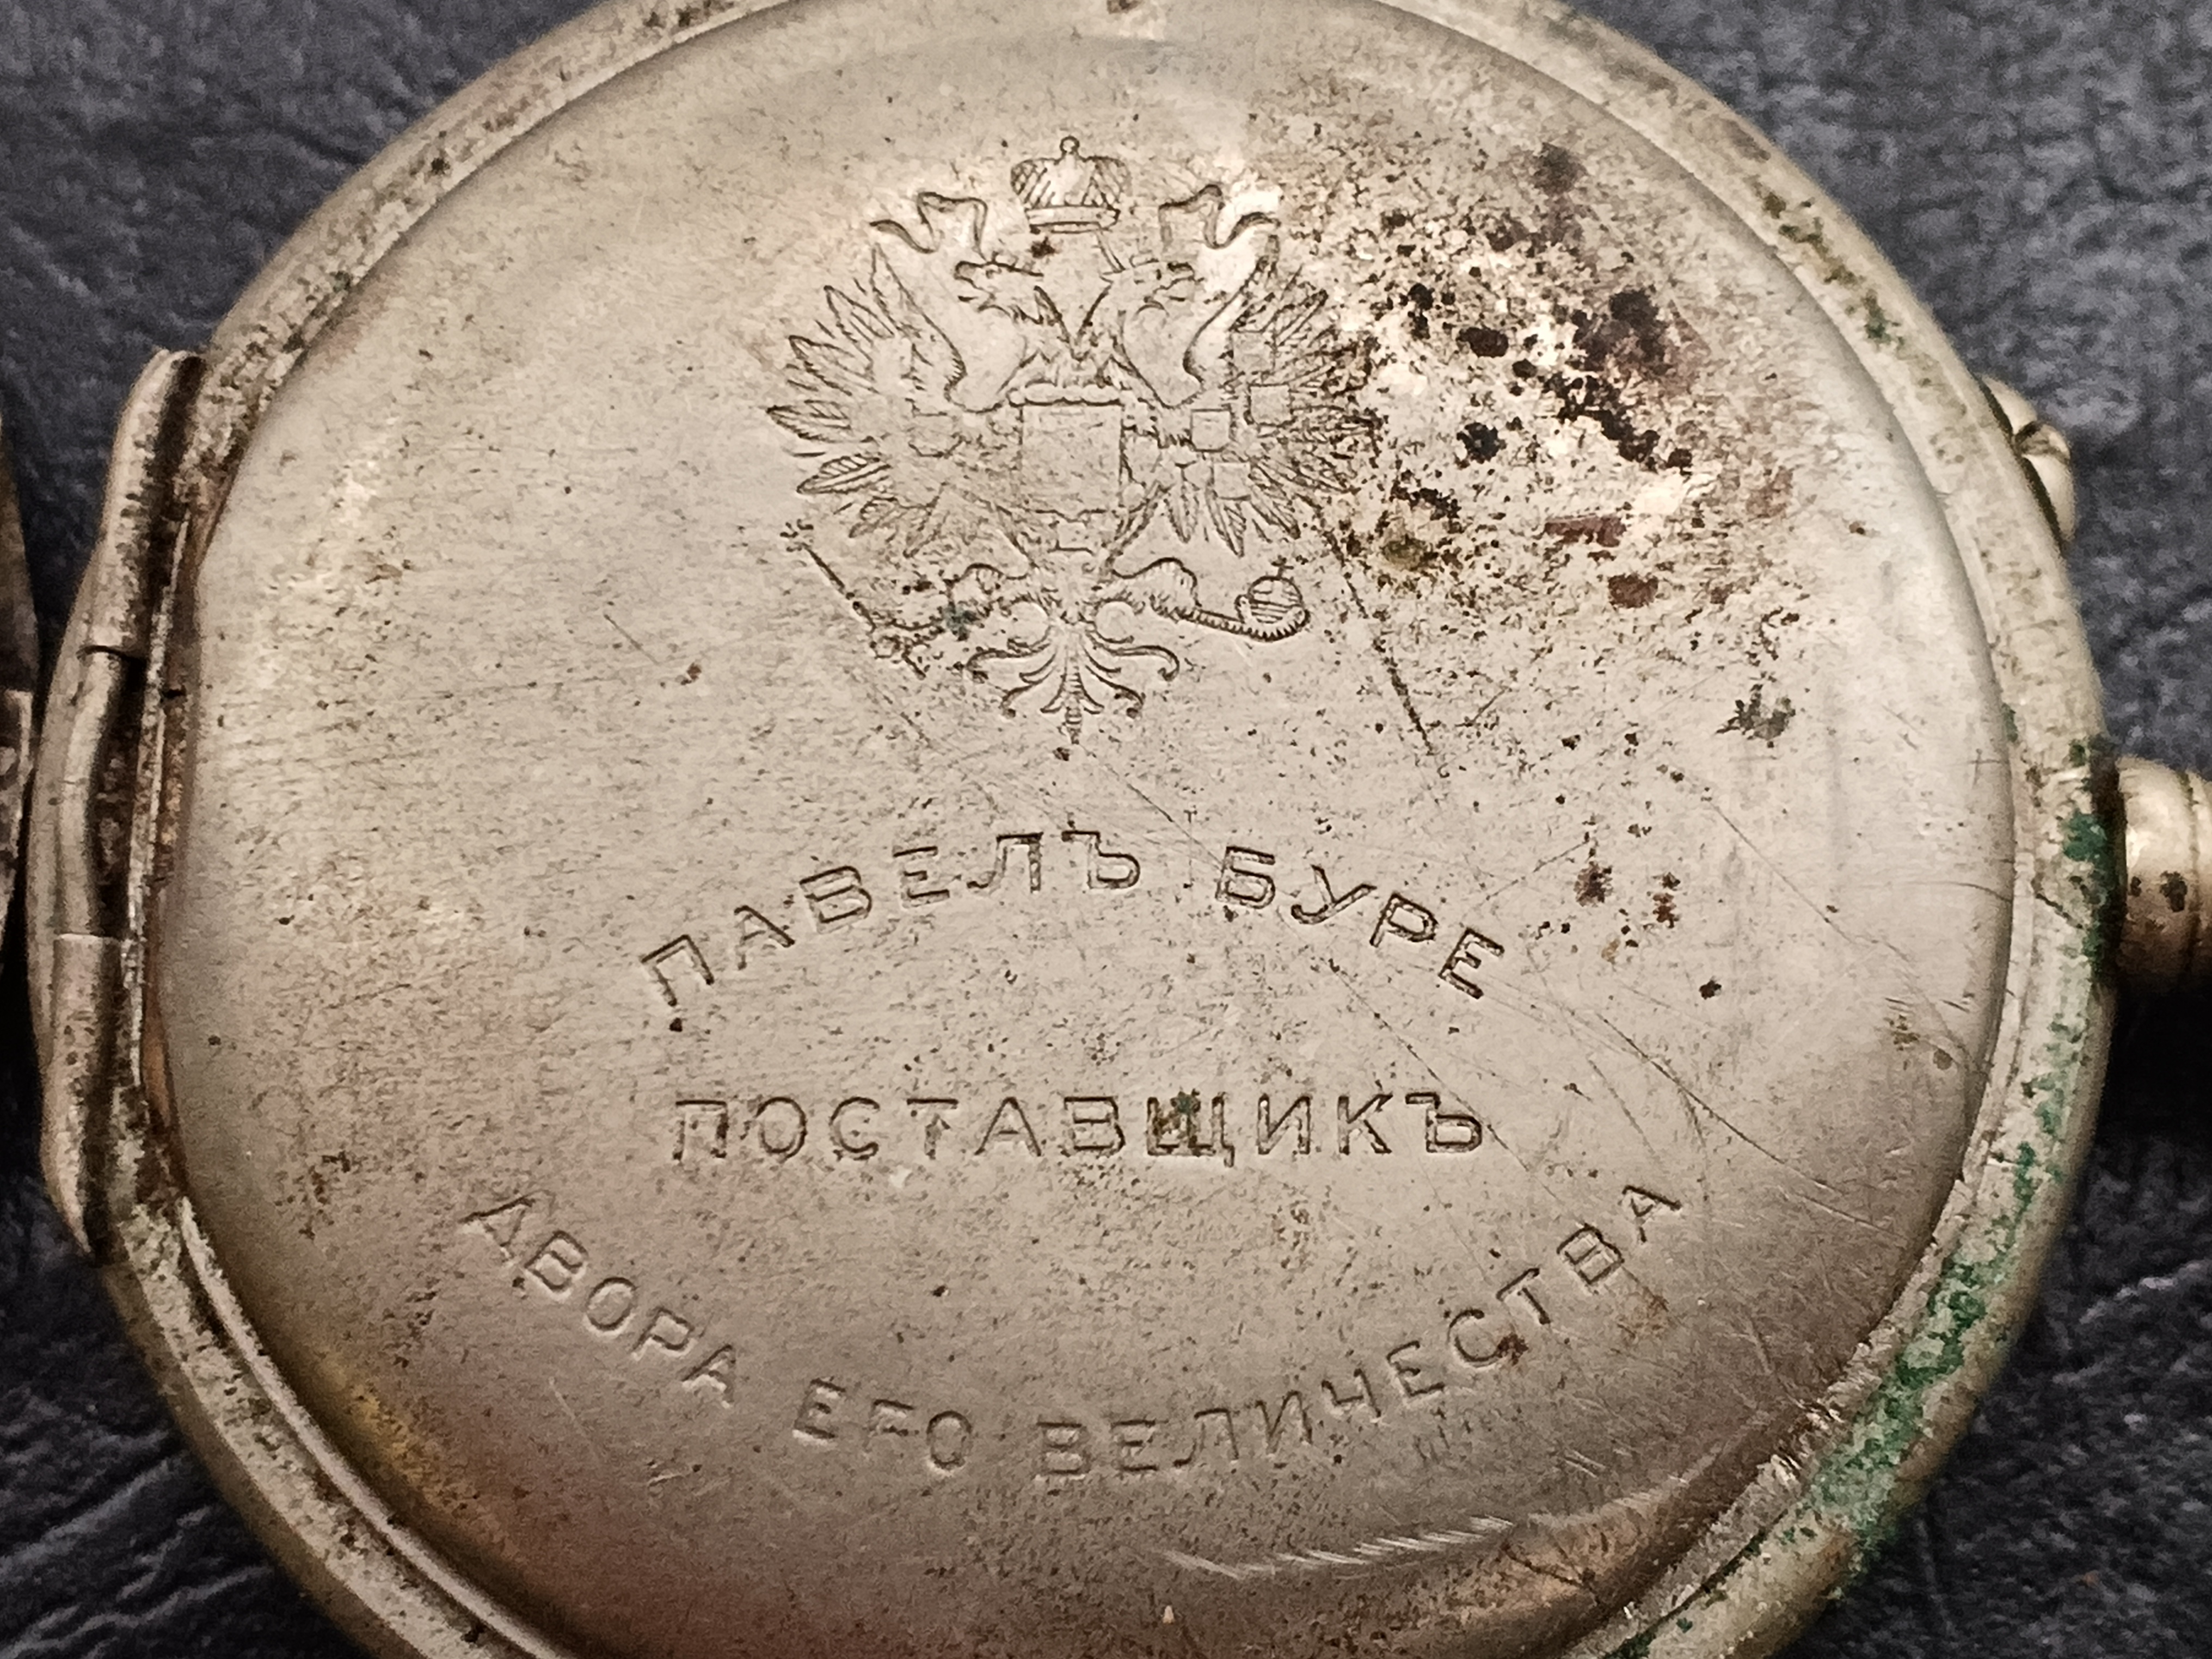 ПАВЕЛЪ БУРЕ
ПОСТАВЩИКЪ
ДВОРА ЕГО ВЕЛИЧЕСТВА